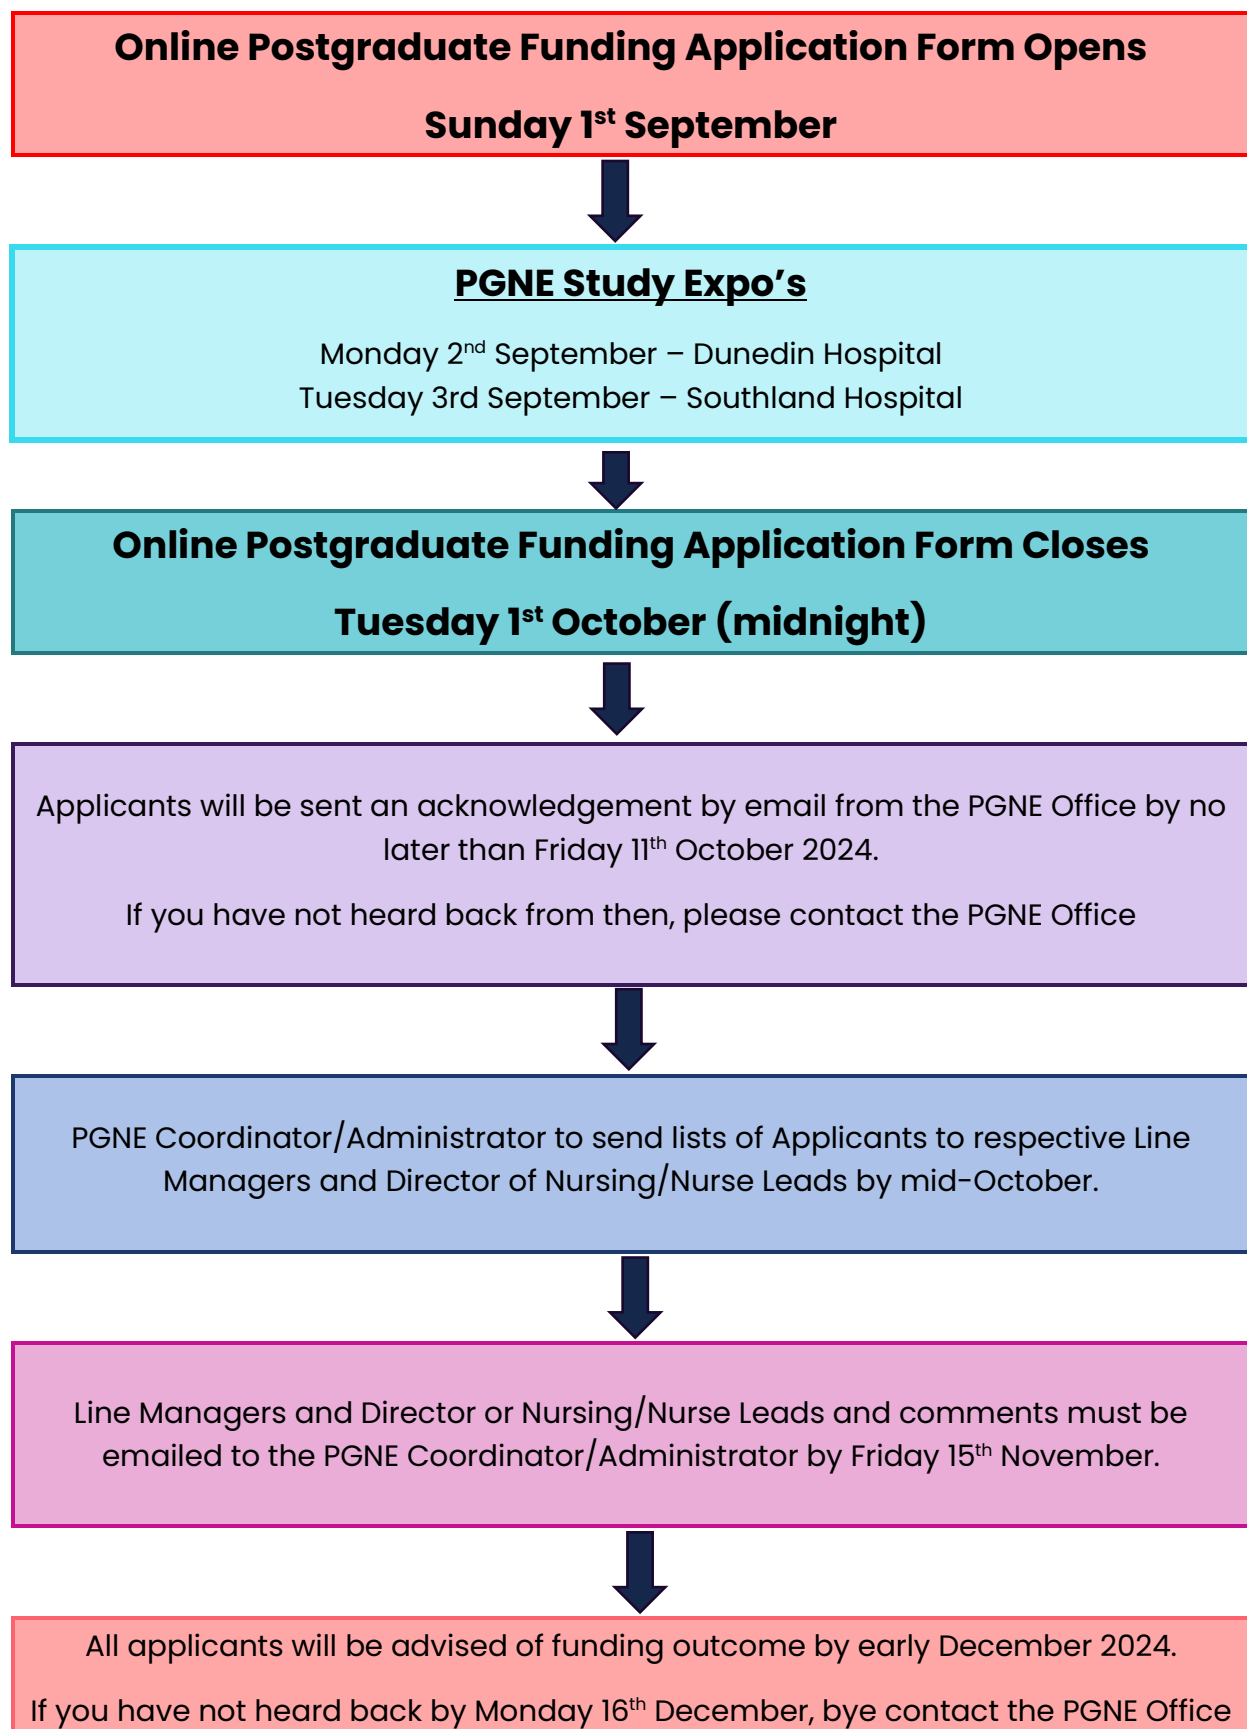 Online Postgraduate Funding Application Form Opens
Sunday 1st September
PGNE Study Expo’s
Monday 2nd September – Dunedin Hospital
Tuesday 3rd September – Southland Hospital
Online Postgraduate Funding Application Form Closes
Tuesday 1st October (midnight)
Applicants will be sent an acknowledgement by email from the PGNE Office by no
later than Friday 11th October 2024.
If you have not heard back from then, please contact the PGNE Office
PGNE Coordinator/Administrator to send lists of Applicants to respective Line
Managers and Director of Nursing/Nurse Leads by mid-October.
Line Managers and Director or Nursing/Nurse Leads and comments must be
emailed to the PGNE Coordinator/Administrator by Friday 15th November.
All applicants will be advised of funding outcome by early December 2024.
If you have not heard back by Monday 16th December, bye contact the PGNE Office